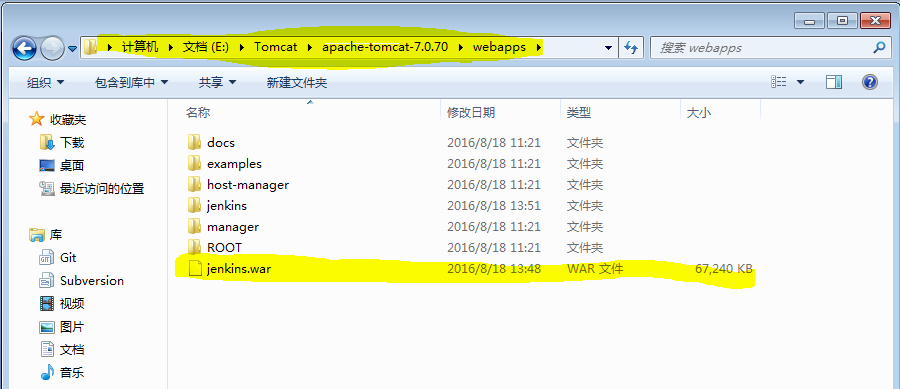 计算机 文档 (E:) Tomcat apache-tomcat-7.0.70 webapps 搜索 webapps
组织 包含到库中 共享 新建文件夹
名称 修改日期 类型 大小
收藏夹
下载
桌面
最近访问的位置
库
Git
Subversion
视频
图片
文档
音乐
docs 2016/8/18 11:21 文件夹
examples 2016/8/18 11:21 文件夹
host-manager 2016/8/18 11:21 文件夹
jenkins 2016/8/18 13:51 文件夹
manager 2016/8/18 11:21 文件夹
ROOT 2016/8/18 11:21 文件夹
jenkins.war 2016/8/18 13:48 WAR 文件 67,240 KB